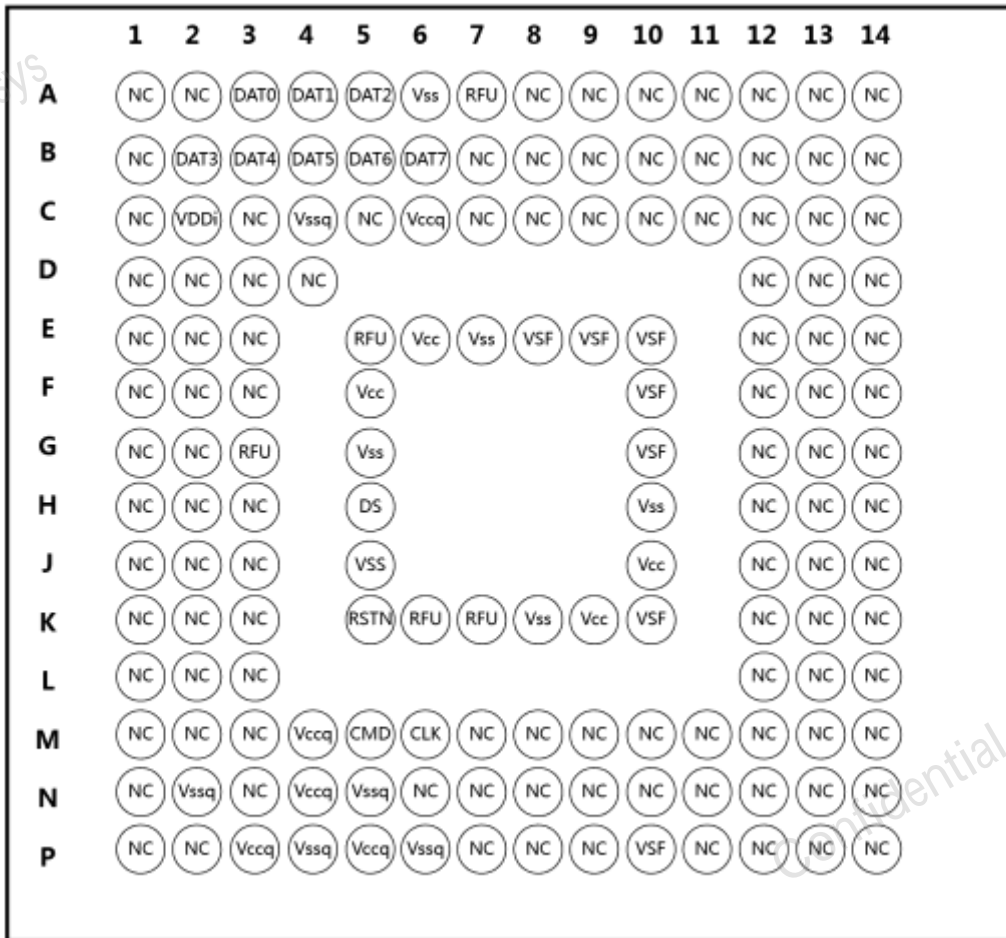 1 2 3 4 5 6 7 8 9 10 11 12 13 14
A NC NC DAT0 DAT1 DAT2 Vss RFU NC NC NC NC NC NC NC
B NC DAT3 DAT4 DAT5 DAT6 DAT7 NC NC NC NC NC NC NC NC
C NC VDDi NC Vssq NC Vccq NC NC NC NC NC NC NC NC
D NC NC NC NC NC NC NC
E NC NC NC RFU Vcc Vss VSF VSF VSF NC NC NC
F NC NC NC Vcc VSF NC NC NC
G NC NC RFU Vss VSF NC NC NC
H NC NC NC DS Vss NC NC NC
J NC NC NC VSS Vcc NC NC NC
K NC NC NC RSTN RFU RFU Vss Vcc VSF NC NC NC
L NC NC NC NC NC NC
M NC NC NC Vccq CMD CLK NC NC NC NC NC NC NC NC
N NC Vssq NC Vccq Vssq NC NC NC NC NC NC NC NC NC
P NC NC Vccq Vssq Vccq Vssq NC NC NC VSF NC NC NC NC
Confidential